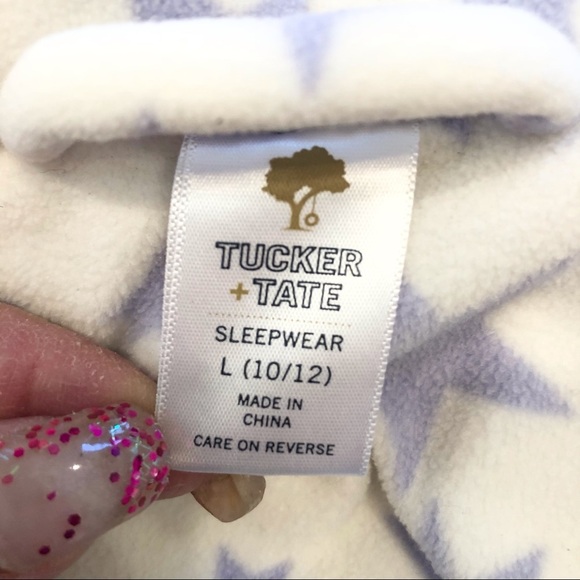 TUCKER
+TATE
SLEEPWEAR
L (10/12)
MADE IN
CHINA
CARE ON REVERSE